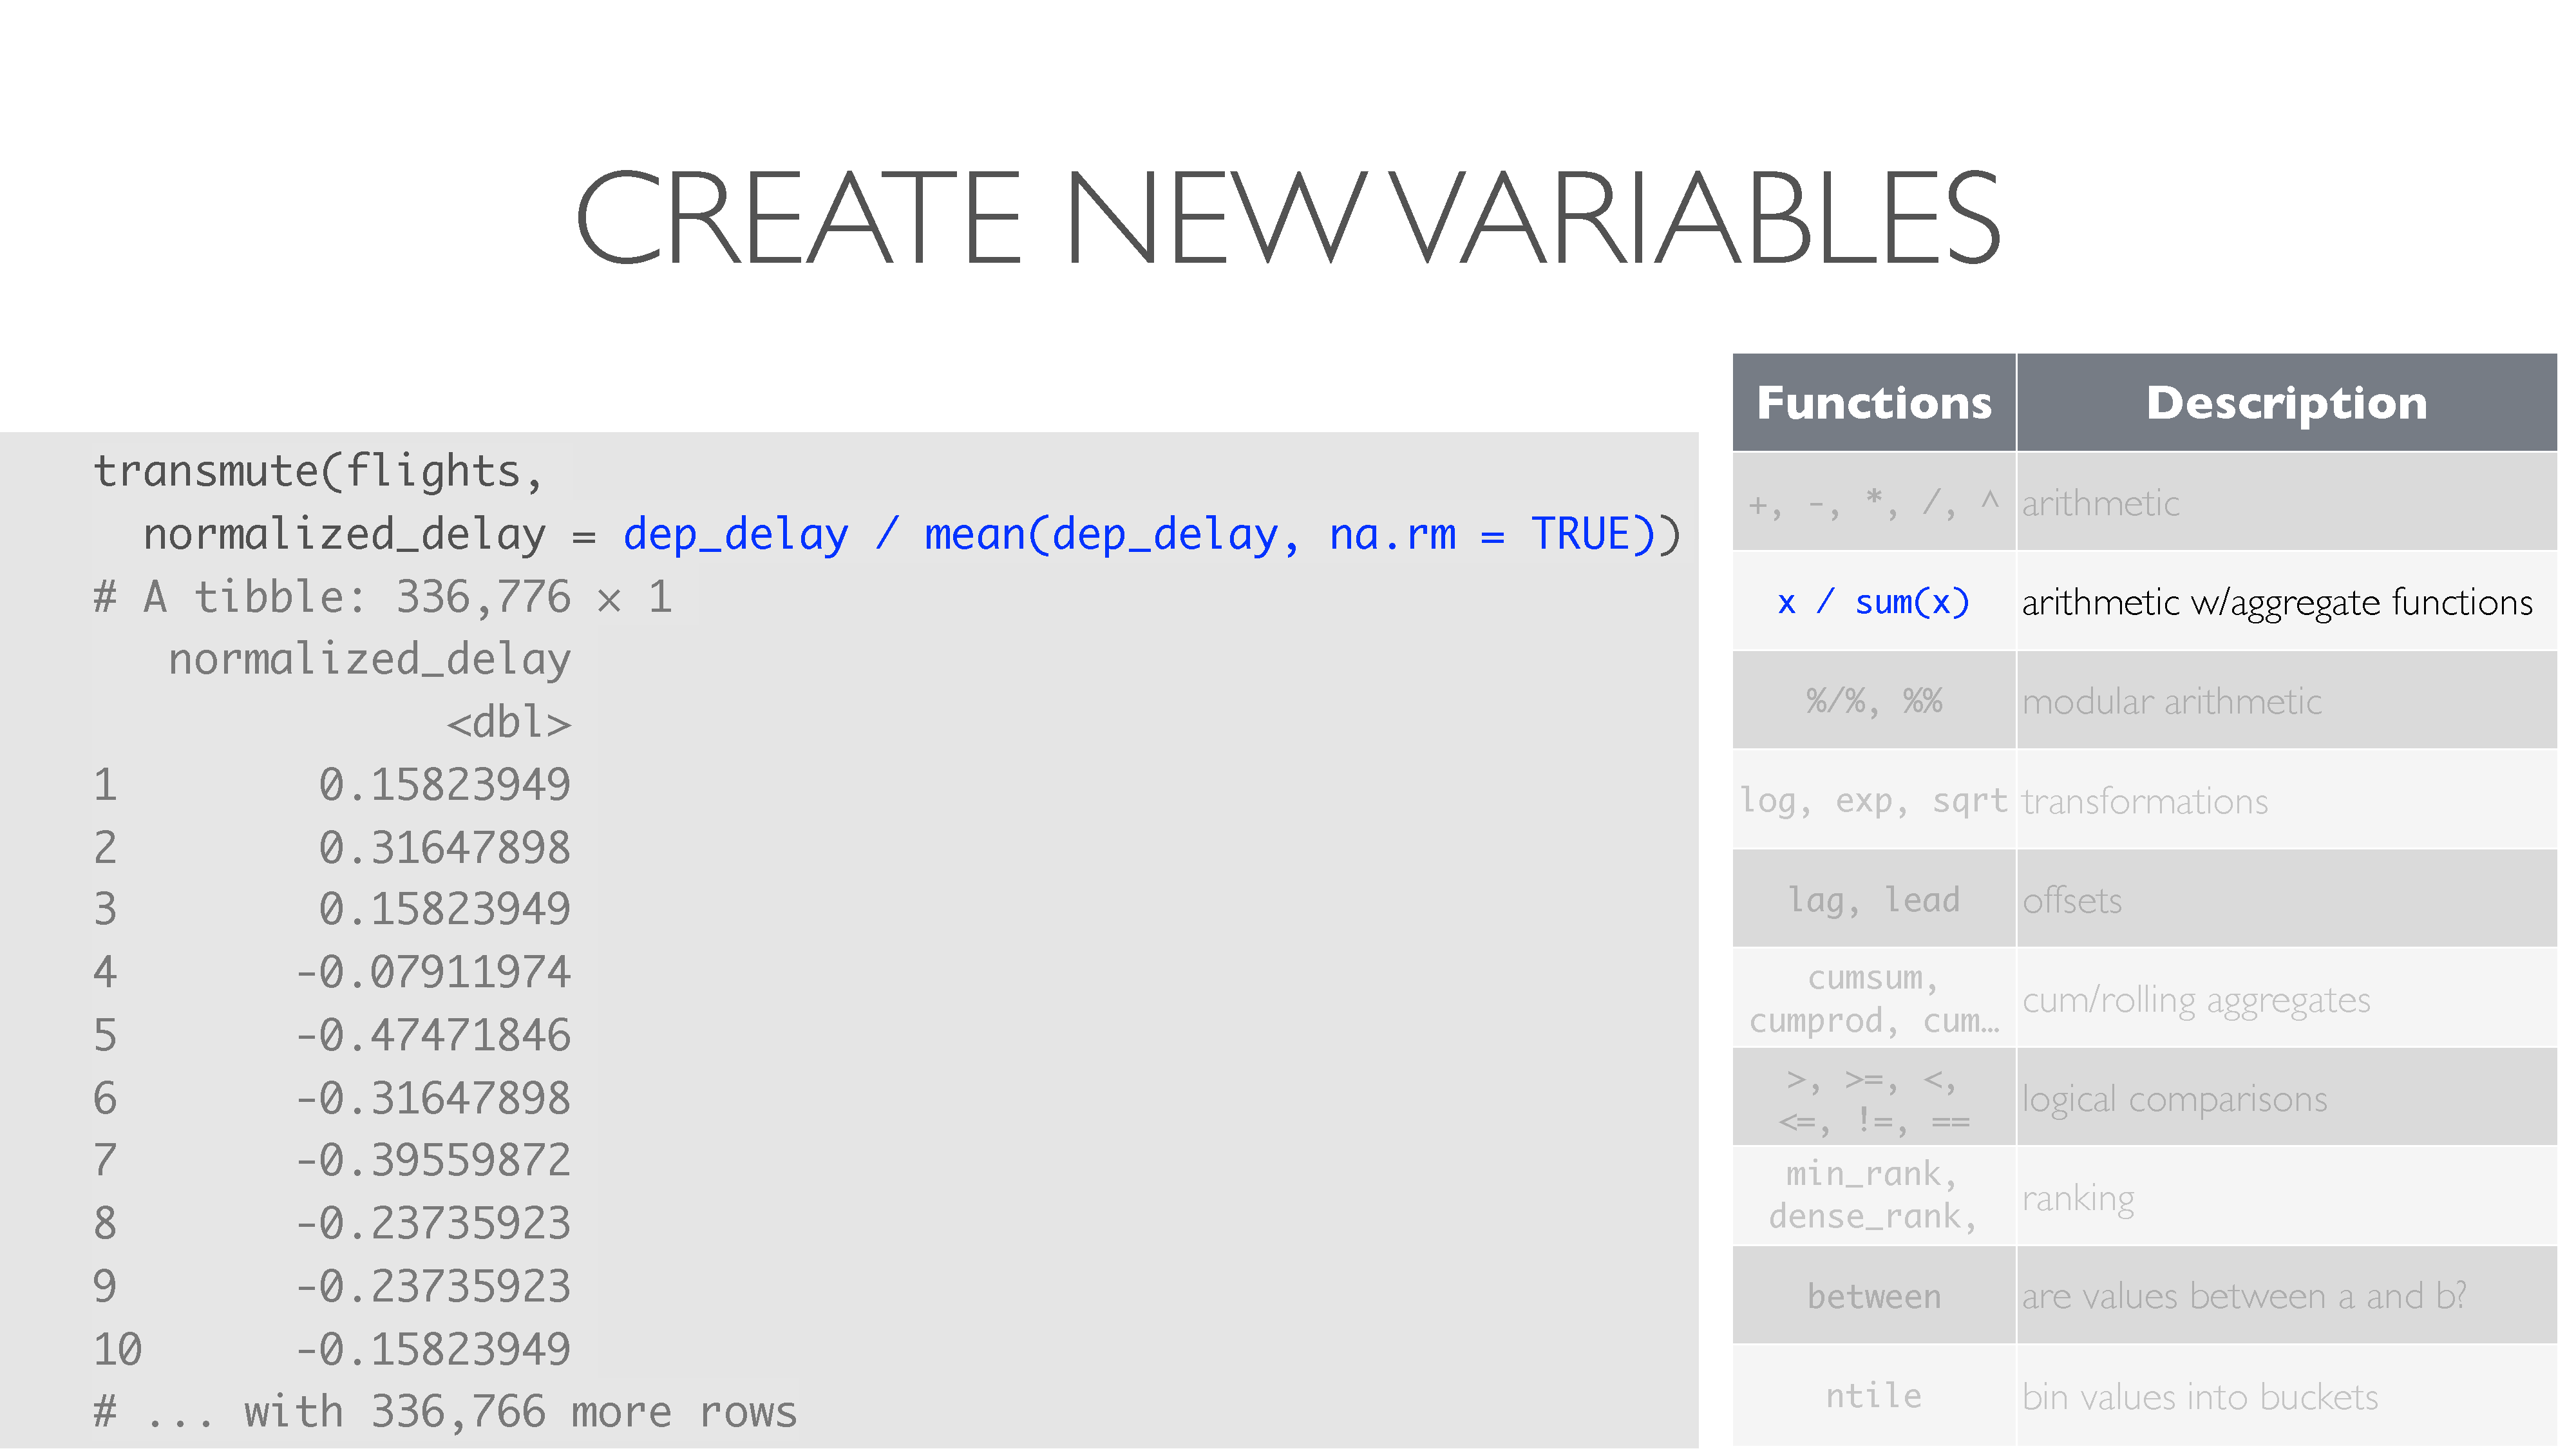 CREATE NEW VARIABLES
transmute(flights,
  normalized_delay = dep_delay / mean(dep_delay, na.rm = TRUE))
# A tibble: 336,776 × 1
   normalized_delay
              <dbl>
1        0.15823949
2        0.31647898
3        0.15823949
4       -0.07911974
5       -0.47471846
6       -0.31647898
7       -0.39559872
8       -0.23735923
9       -0.23735923
10      -0.15823949
# ... with 336,766 more rows
Functions Description
+, -, *, /, ^ arithmetic
x / sum(x) arithmetic w/aggregate functions
%/%, %% modular arithmetic
log, exp, sqrt transformations
lag, lead offsets
cumsum,
cumprod, cum… cum/rolling aggregates
>, >=, <,
<=, !=, == logical comparisons
min_rank,
dense_rank, ranking
between are values between a and b?
ntile bin values into buckets